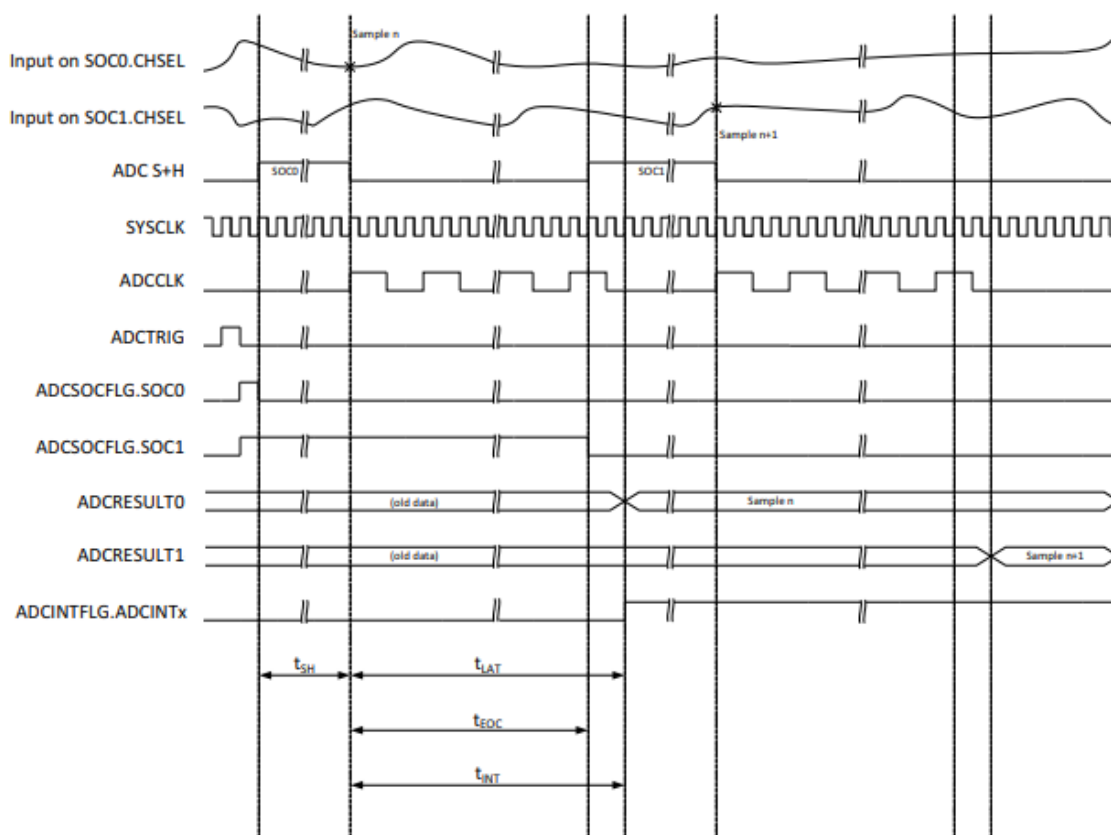 Sample n
Input on SOC0.CHSEL
Input on SOC1.CHSEL
Sample n+1
ADC S+H
SOC0
SOC1
SYSCLK
ADCCLK
ADCTRIG
ADCSOCFLG.SOC0
ADCSOCFLG.SOC1
ADCRESULT0
(old data)
Sample n
ADCRESULT1
(old data)
Sample n+1
ADCINTFLG.ADCINTx
tSH
tLAT
tEOC
tINT